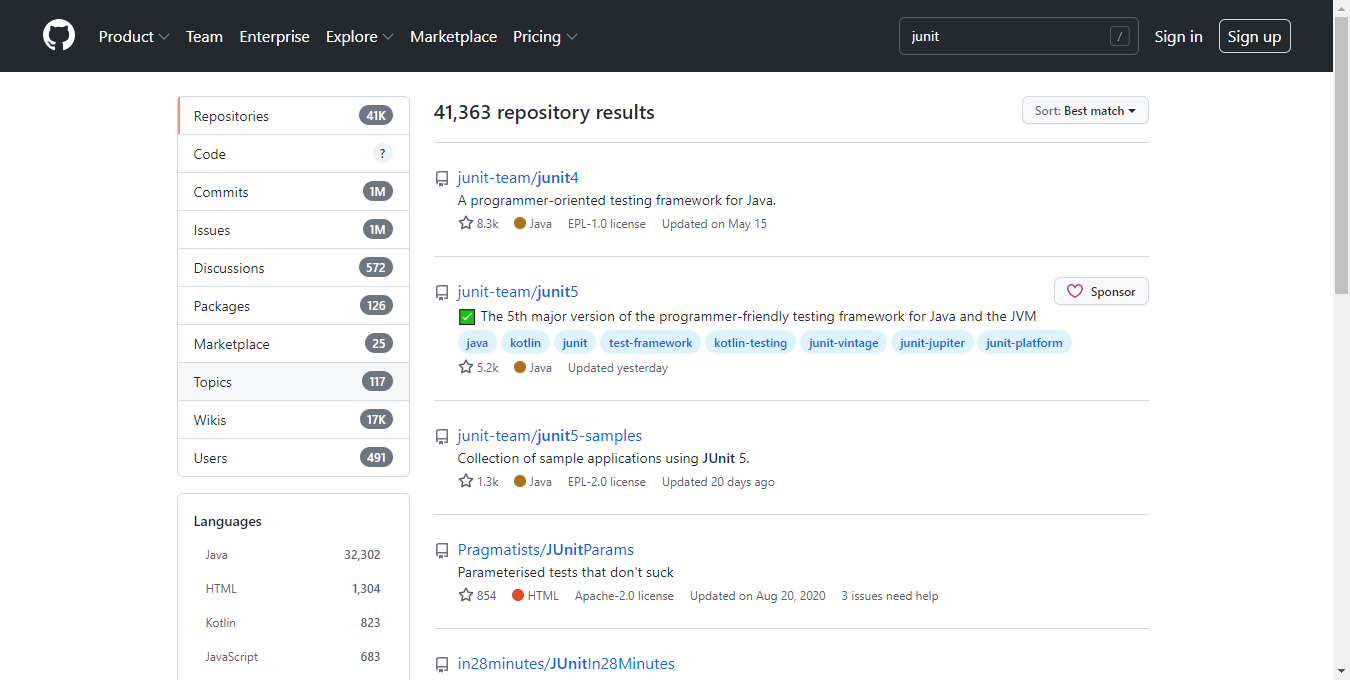 Product Team Enterprise Explore Marketplace Pricing junit / Sign in Sign up
Repositories 41K
Code ?
Commits 1M
Issues 1M
Discussions 572
Packages 126
Marketplace 25
Topics 117
Wikis 17K
Users 491
Languages
Java 32,302
HTML 1,304
Kotlin 823
JavaScript 683
41,363 repository results
Sort: Best match
junit-team/junit4
A programmer-oriented testing framework for Java.
8.3k Java EPL-1.0 license Updated on May 15
junit-team/junit5
Sponsor
✅ The 5th major version of the programmer-friendly testing framework for Java and the JVM
java kotlin junit test-framework kotlin-testing junit-vintage junit-jupiter junit-platform
5.2k Java Updated yesterday
junit-team/junit5-samples
Collection of sample applications using JUnit 5.
1.3k Java EPL-2.0 license Updated 20 days ago
Pragmatists/JUnitParams
Parameterised tests that don't suck
854 HTML Apache-2.0 license Updated on Aug 20, 2020 3 issues need help
in28minutes/JUnitIn28Minutes